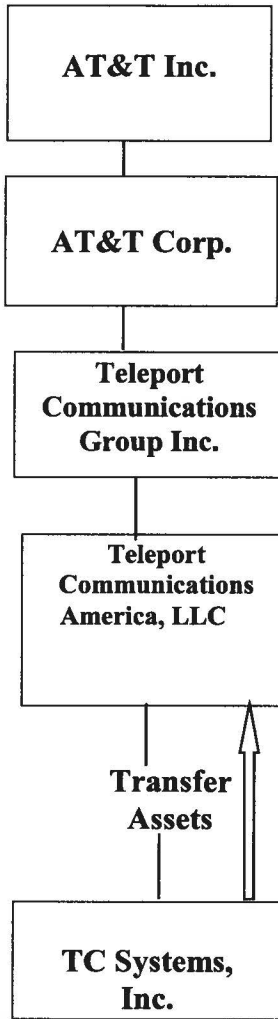 AT&T Inc.
AT&T Corp.
Teleport
Communications
Group Inc.
Teleport
Communications
America, LLC
Transfer
Assets
TC Systems,
Inc.